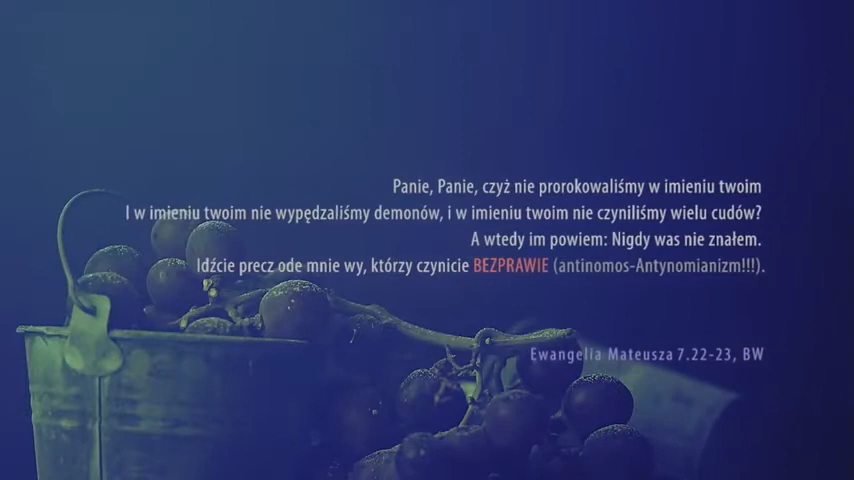 Panie, Panie, czyż nie prorokowaliśmy w imieniu twoim
I w imieniu twoim nie wypędzaliśmy demonów, i w imieniu twoim nie czyniliśmy wielu cudów?
A wtedy im powiem: Nigdy was nie znałem.
Idźcie precz ode mnie wy, którzy czynicie BEZPRAWIE (antinomos-Antynomianizm!!!).
Ewangelia Mateusza 7.22-23, BW